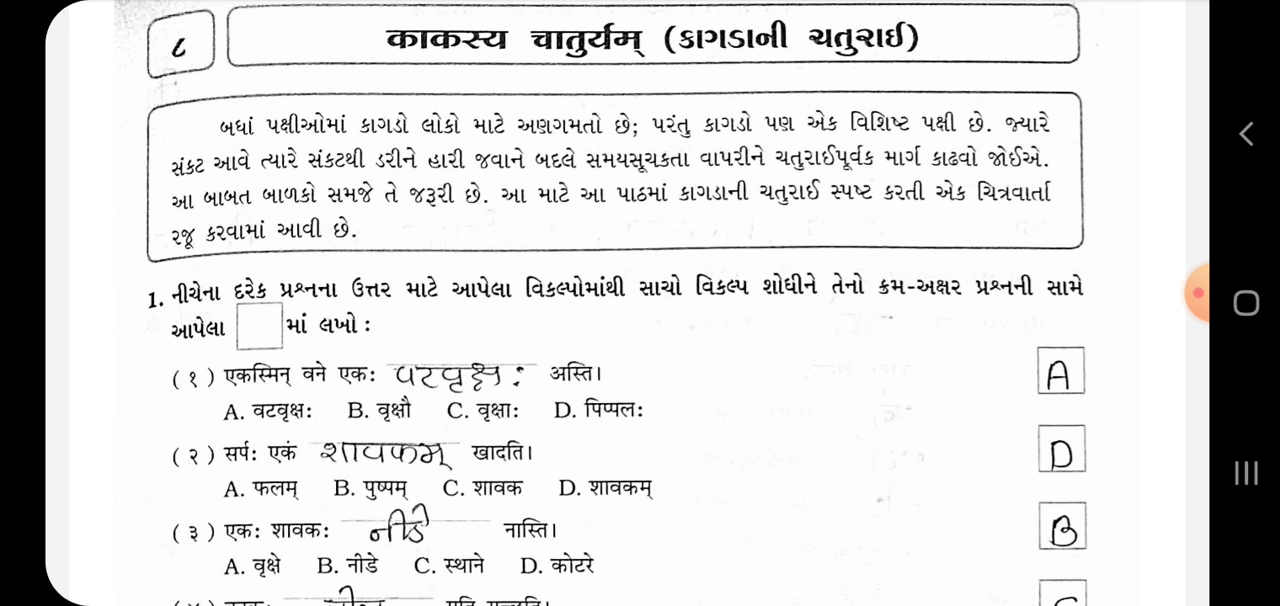 ૮
કાકસ્ય ચાતુર્યમ્ (કાગડાની ચતુરાઈ)
બધાં પક્ષીઓમાં કાગડો લોકો માટે અણગમતો છે; પરંતુ કાગડો પણ એક વિશિષ્ટ પક્ષી છે. જ્યારે
સંકટ આવે ત્યારે સંકટથી ડરીને હારી જવાને બદલે સમયસૂચકતા વાપરીને ચતુરાઈપૂર્વક માર્ગ કાઢવો જોઈએ.
આ બાબત બાળકો સમજે તે જરૂરી છે. આ માટે આ પાઠમાં કાગડાની ચતુરાઈ સ્પષ્ટ કરતી એક ચિત્રવાર્તા
રજૂ કરવામાં આવી છે.
1. નીચેના દરેક પ્રશ્નના ઉત્તર માટે આપેલા વિકલ્પોમાંથી સાચો વિકલ્પ શોધીને તેનો ક્રમ-અક્ષર પ્રશ્નની સામે
આપેલા માં લખો :
( १ ) एकस्मिन् वने एकः वटवृक्षः अस्ति। A
A. वटवृक्षः B. वृक्षौ C. वृक्षाः D. पिप्पलः
( २ ) सर्पः एकं शावकम् खादति। D
A. फलम् B. पुष्पम् C. शावक D. शावकम्
( ३ ) एकः शावकः नीडे नास्ति। B
A. वृक्षे B. नीडे C. स्थाने D. कोटरे